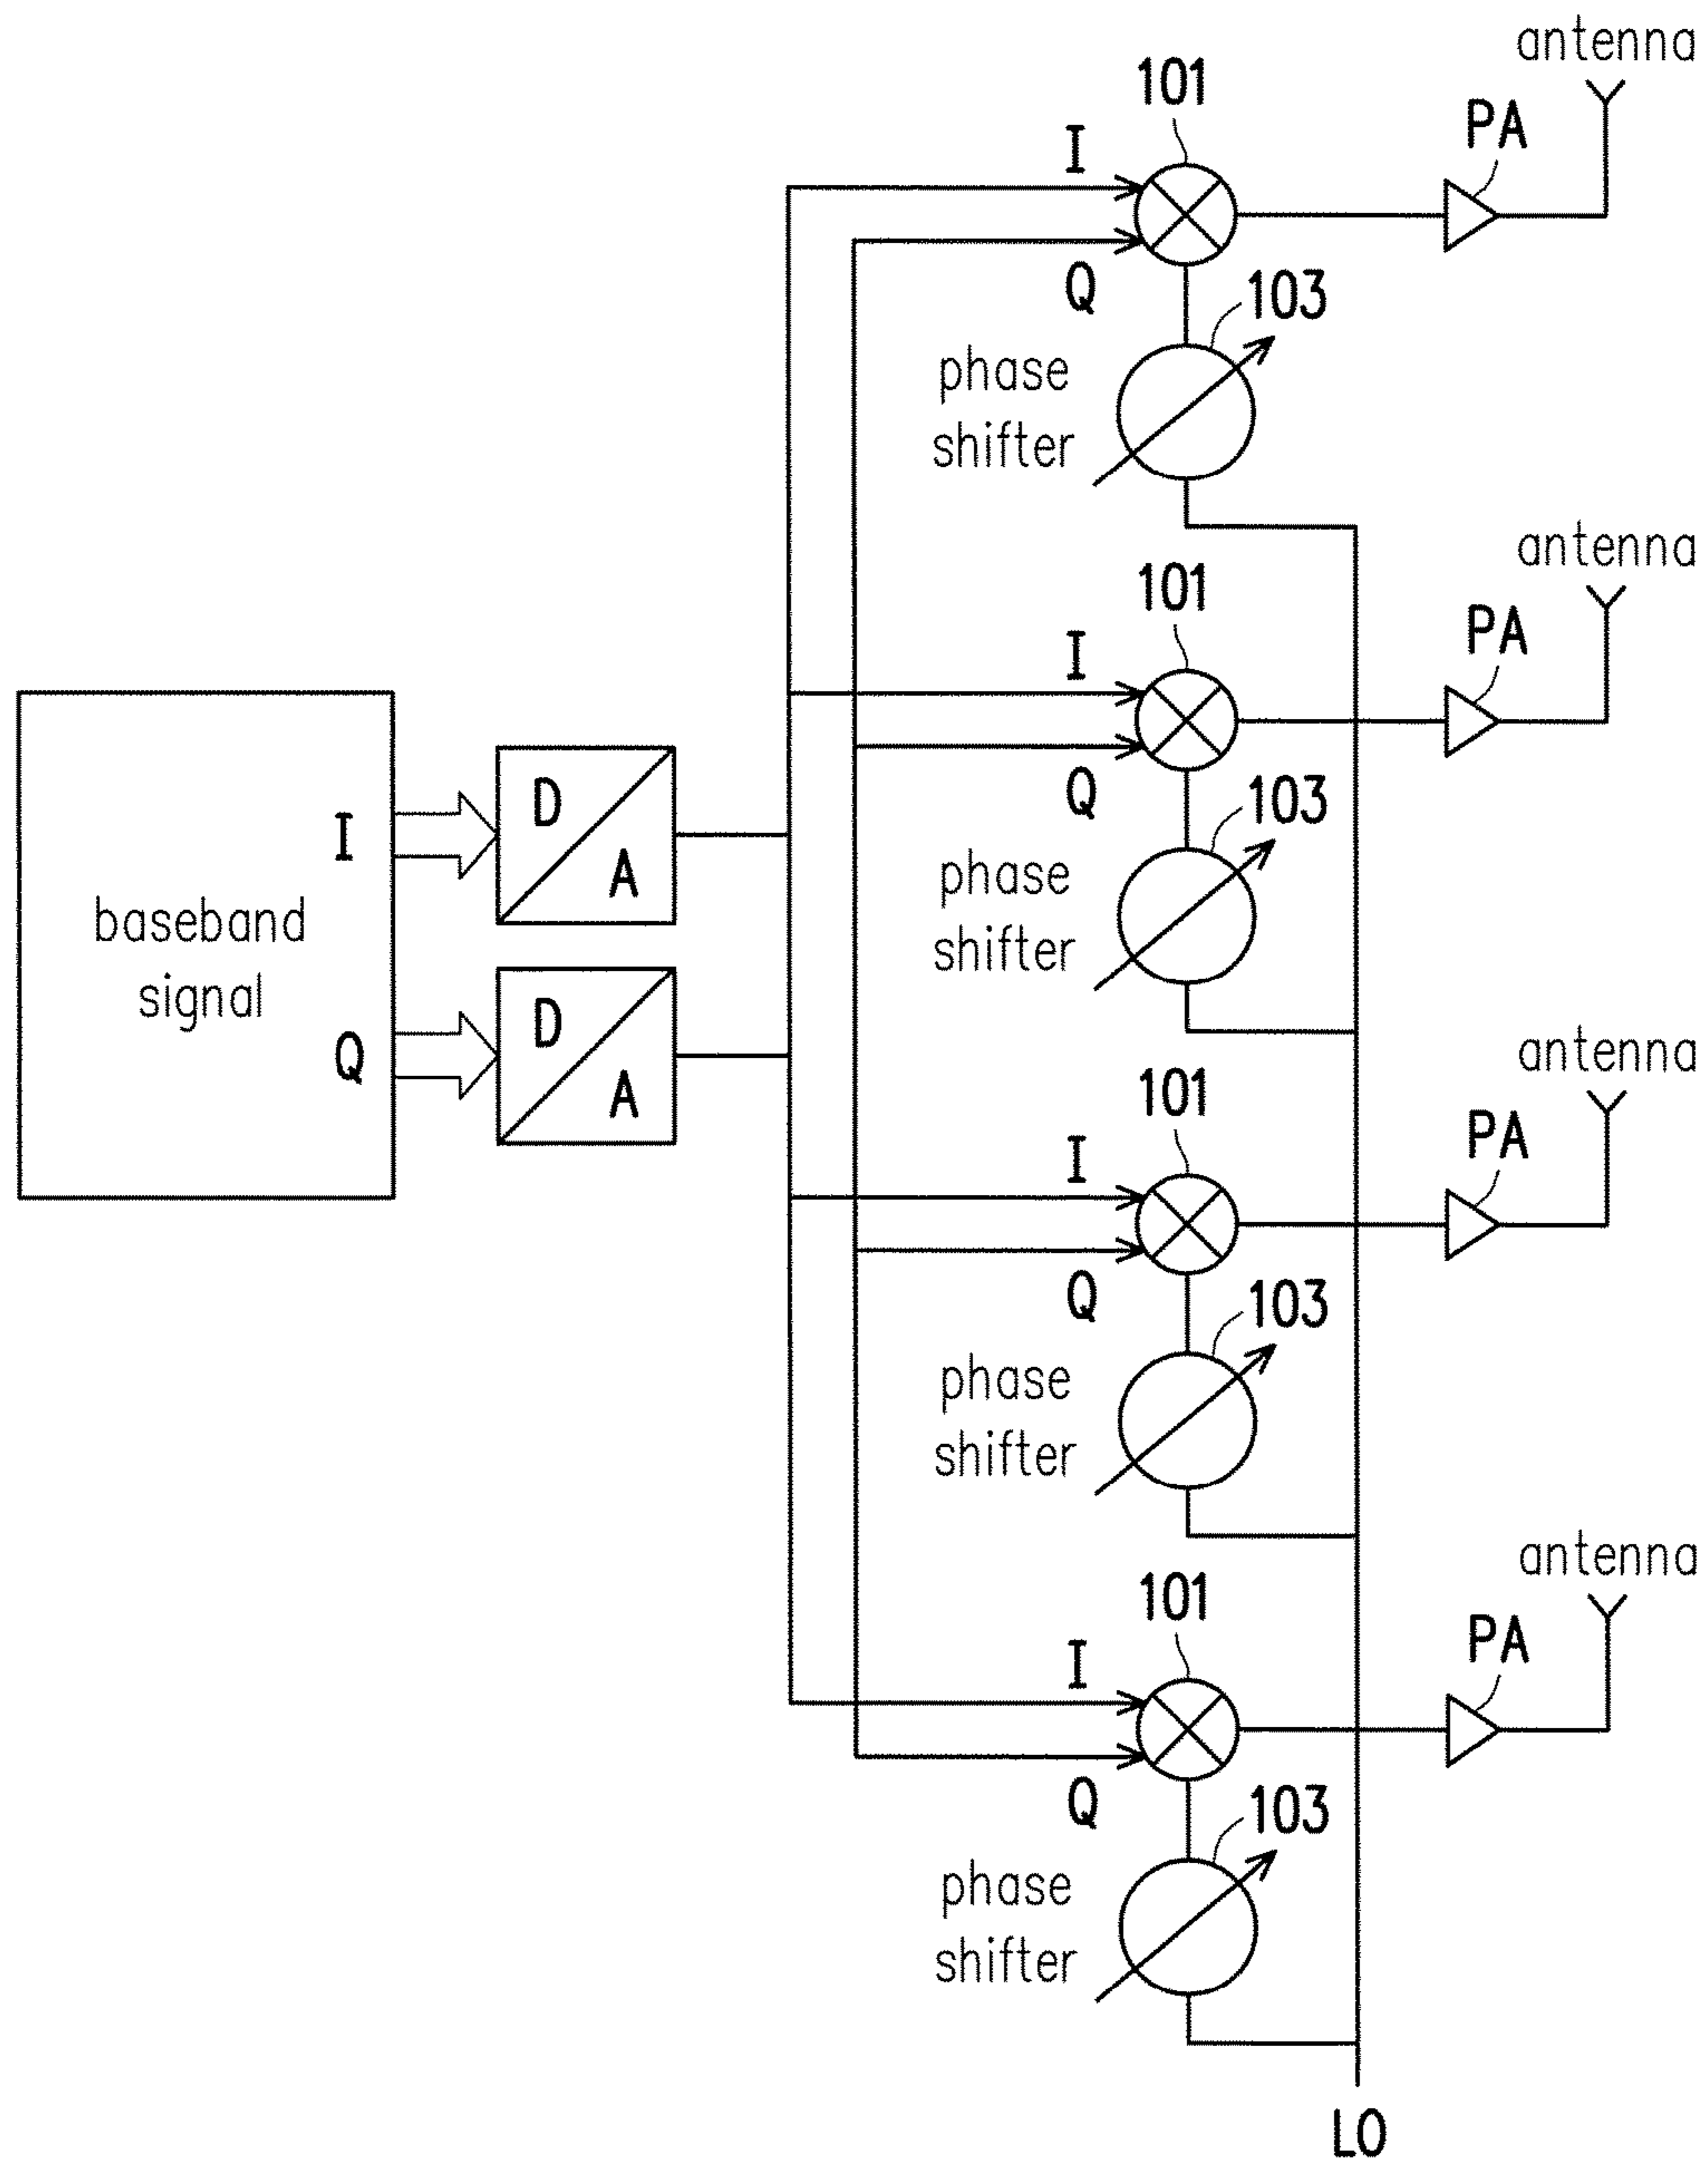 antenna
101
PA
I
Q
103
phase
shifter
antenna
101
PA
I
Q
103
phase
shifter
baseband
signal
I
Q
D
A
D
A
antenna
101
PA
I
Q
103
phase
shifter
antenna
101
PA
I
Q
103
phase
shifter
LO